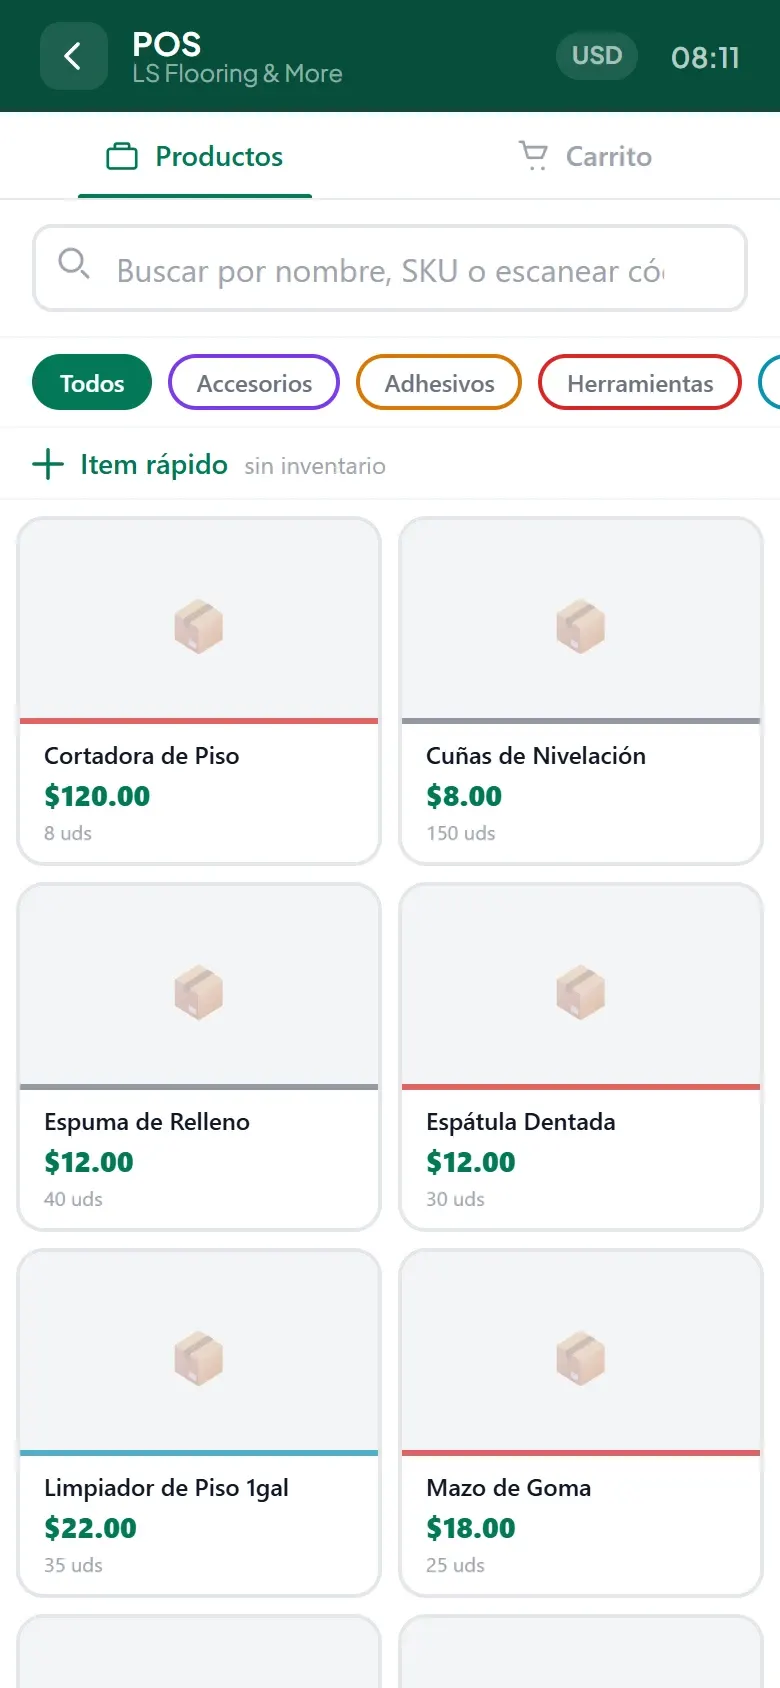 POS
LS Flooring & More
USD
08:11
Productos
Carrito
Buscar por nombre, SKU o escanear có
Todos
Accesorios
Adhesivos
Herramientas
Item rápido sin inventario
Cortadora de Piso
$120.00
8 uds
Cuñas de Nivelación
$8.00
150 uds
Espuma de Relleno
$12.00
40 uds
Espátula Dentada
$12.00
30 uds
Limpiador de Piso 1gal
$22.00
35 uds
Mazo de Goma
$18.00
25 uds